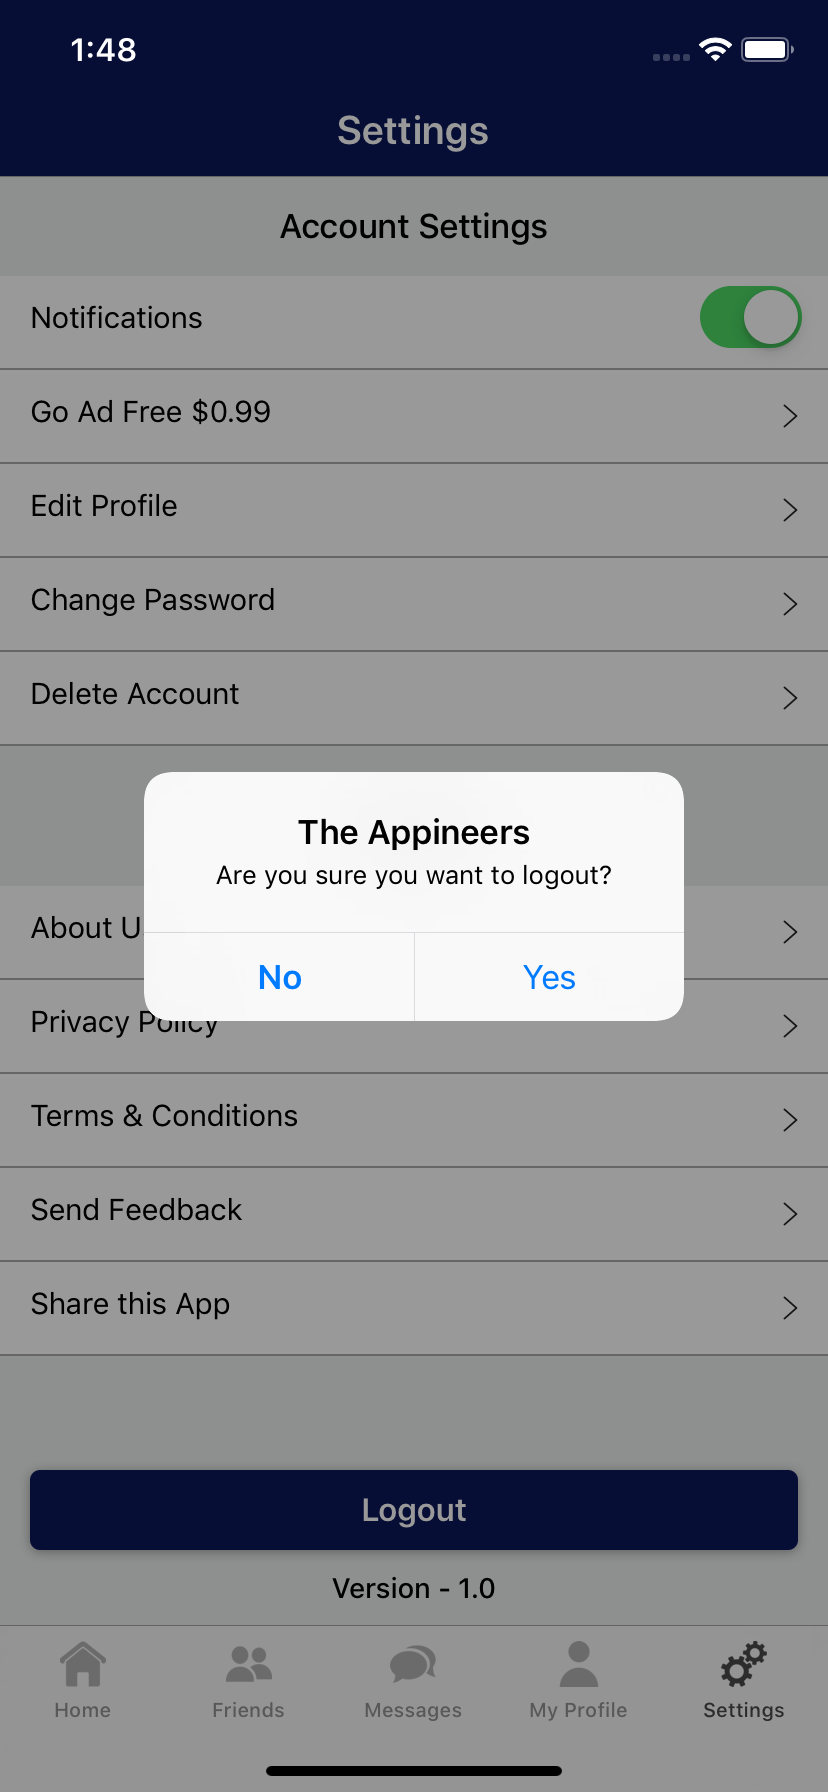 1:48
Settings
Account Settings
Notifications
Go Ad Free $0.99
Edit Profile
Change Password
Delete Account
The Appineers
Are you sure you want to logout?
No
Yes
About U
Privacy Policy
Terms & Conditions
Send Feedback
Share this App
Logout
Version - 1.0
Home
Friends
Messages
My Profile
Settings